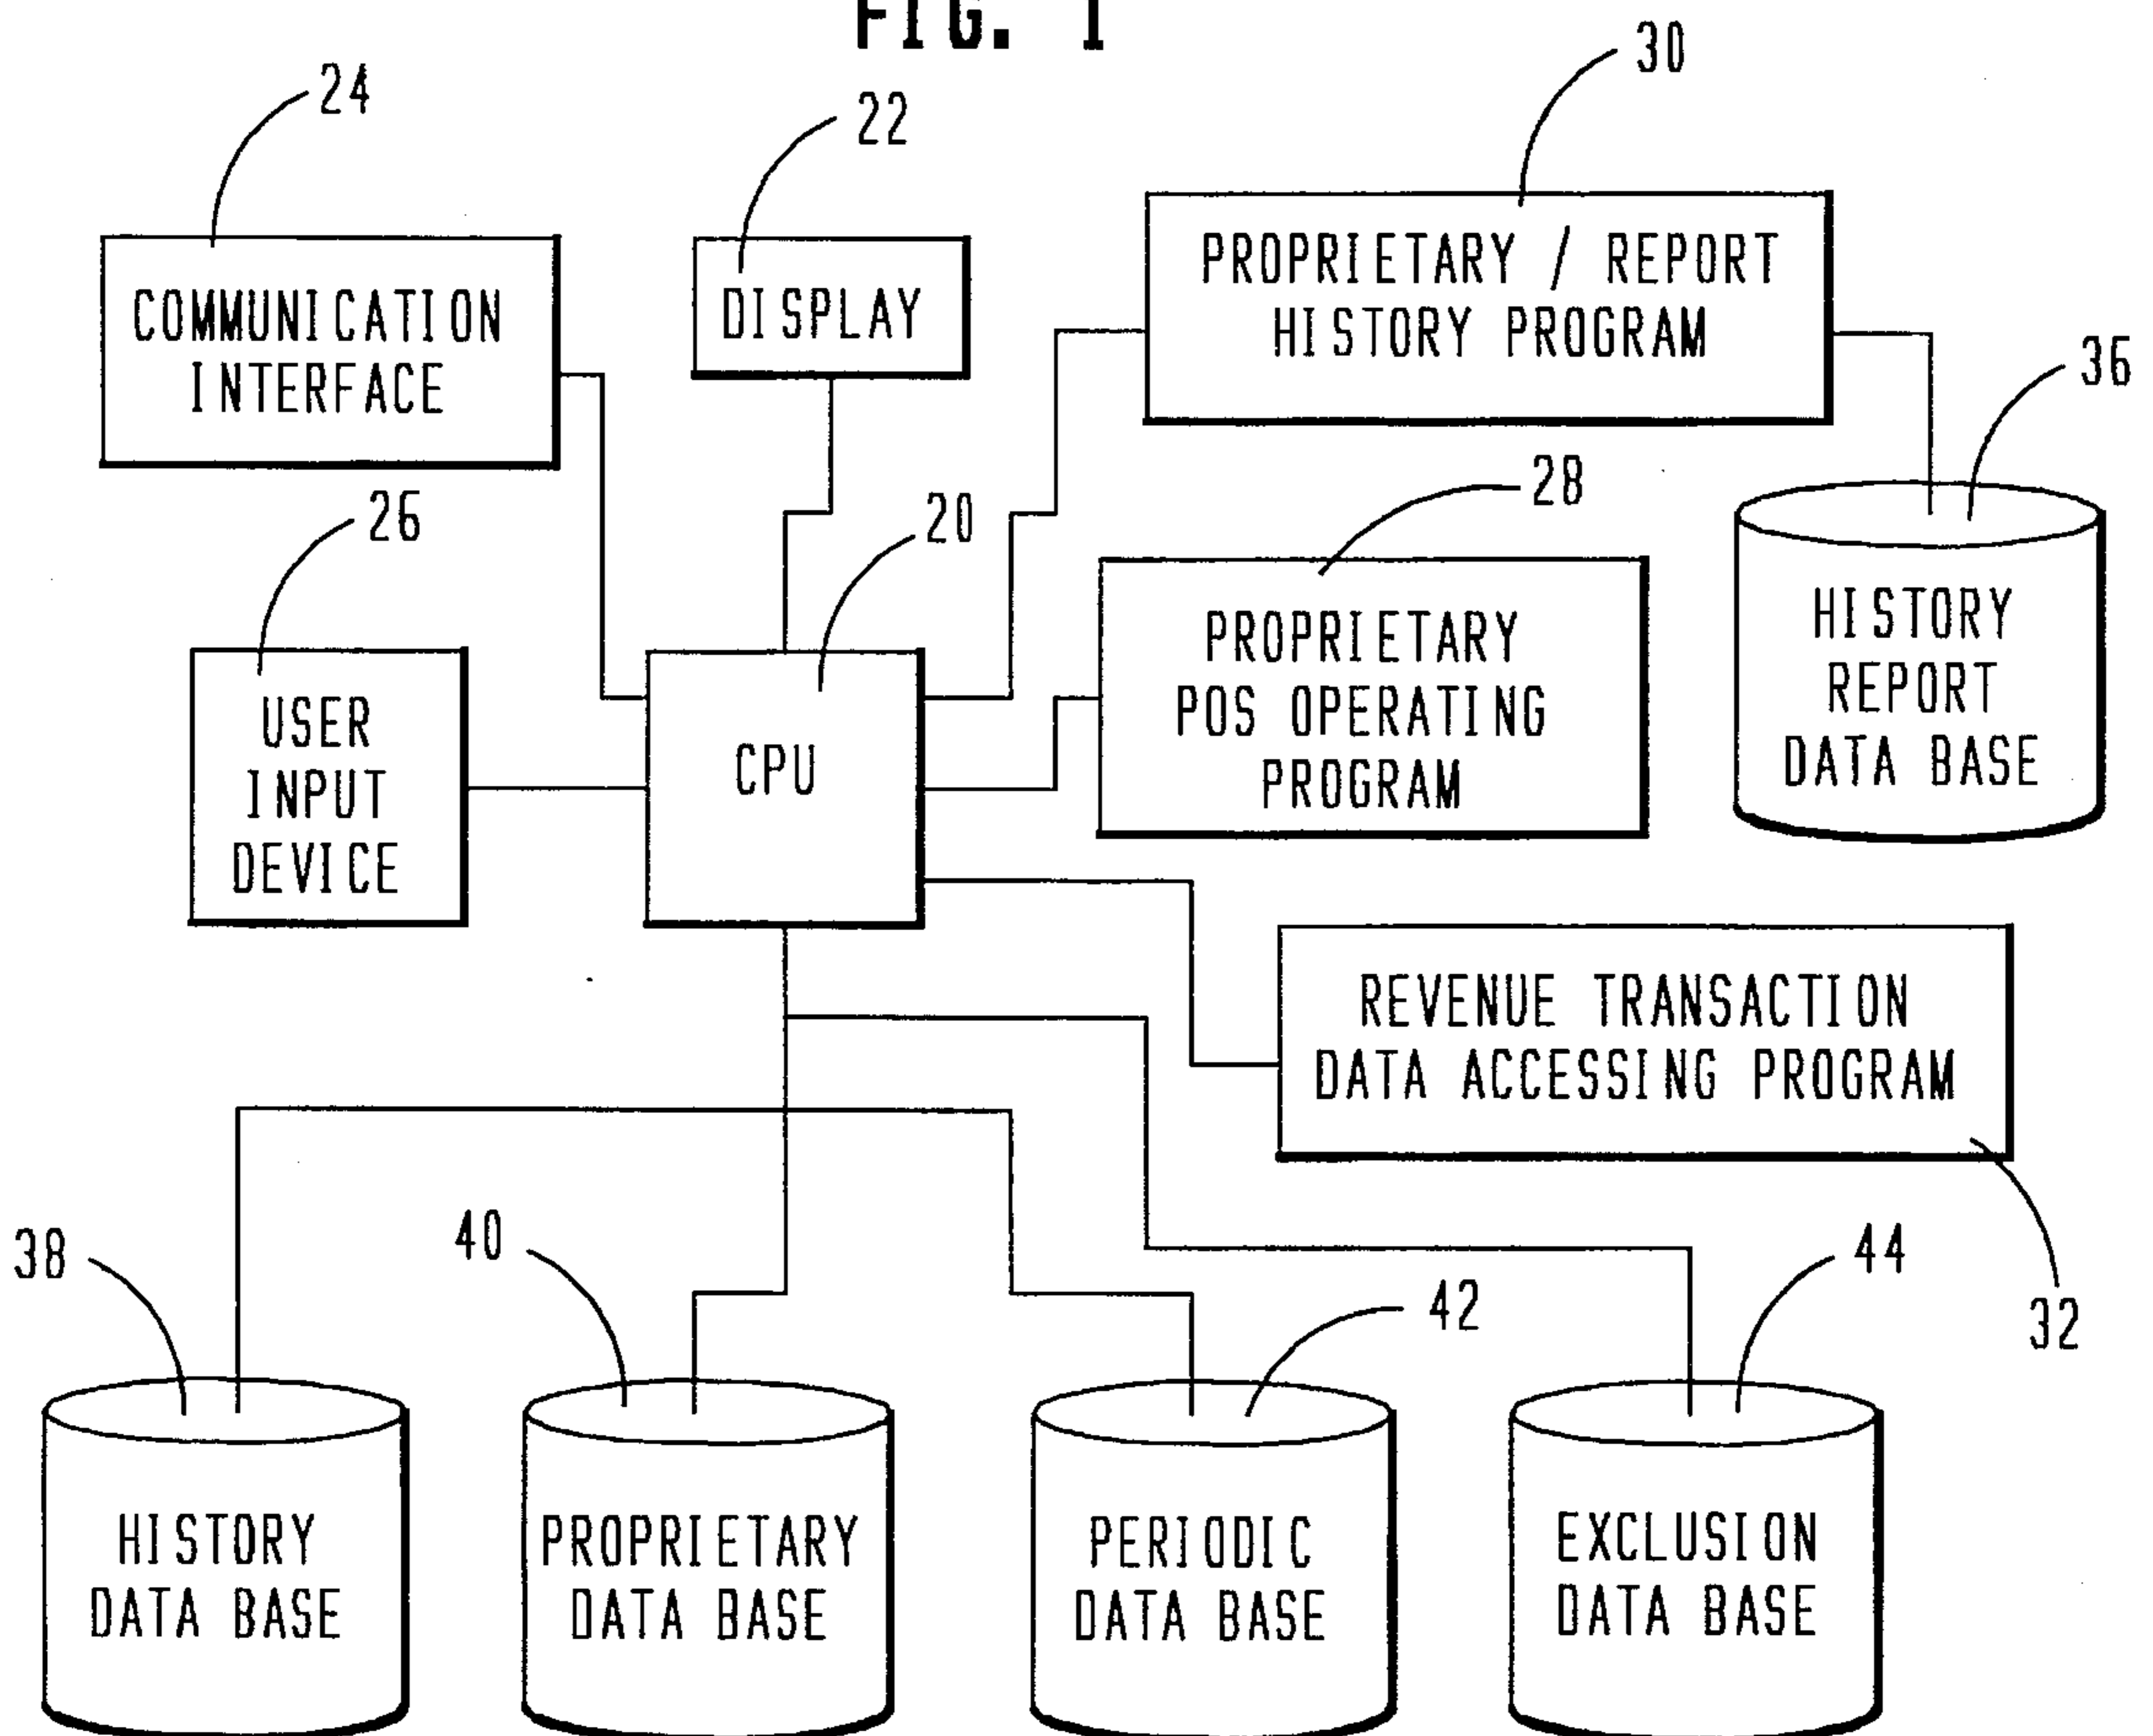 FIG. 1
24
22
30
COMMUNICATION
INTERFACE
DISPLAY
PROPRIETARY / REPORT
HISTORY PROGRAM
36
26
20
28
USER
INPUT
DEVICE
CPU
PROPRIETARY
POS OPERATING
PROGRAM
HISTORY
REPORT
DATA BASE
REVENUE TRANSACTION
DATA ACCESSING PROGRAM
38
40
42
44
32
HISTORY
DATA BASE
PROPRIETARY
DATA BASE
PERIODIC
DATA BASE
EXCLUSION
DATA BASE